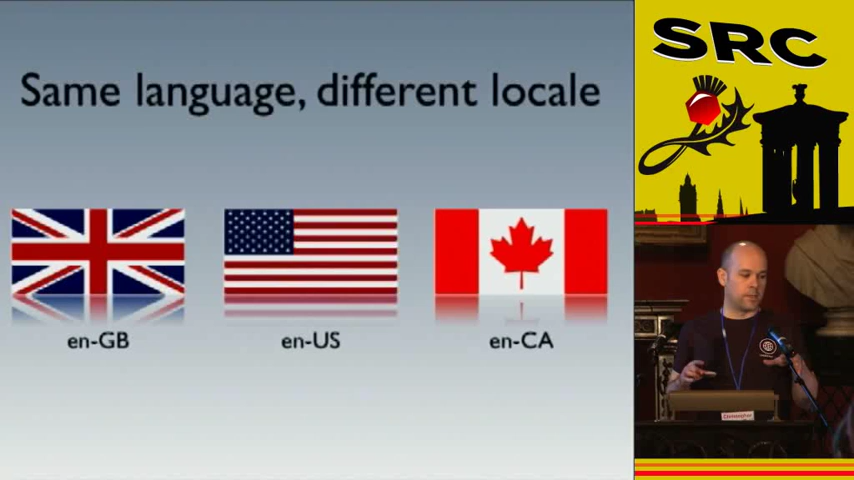 Same language, different locale
en-GB
en-US
en-CA
SRC